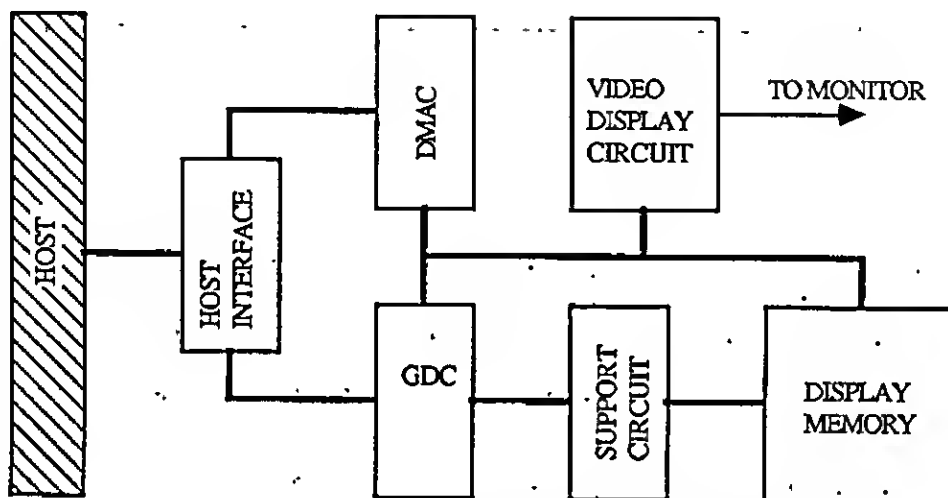 HOST
HOST
INTERFACE
DMAC
GDC
VIDEO
DISPLAY
CIRCUIT
TO MONITOR
SUPPORT
CIRCUIT
DISPLAY
MEMORY